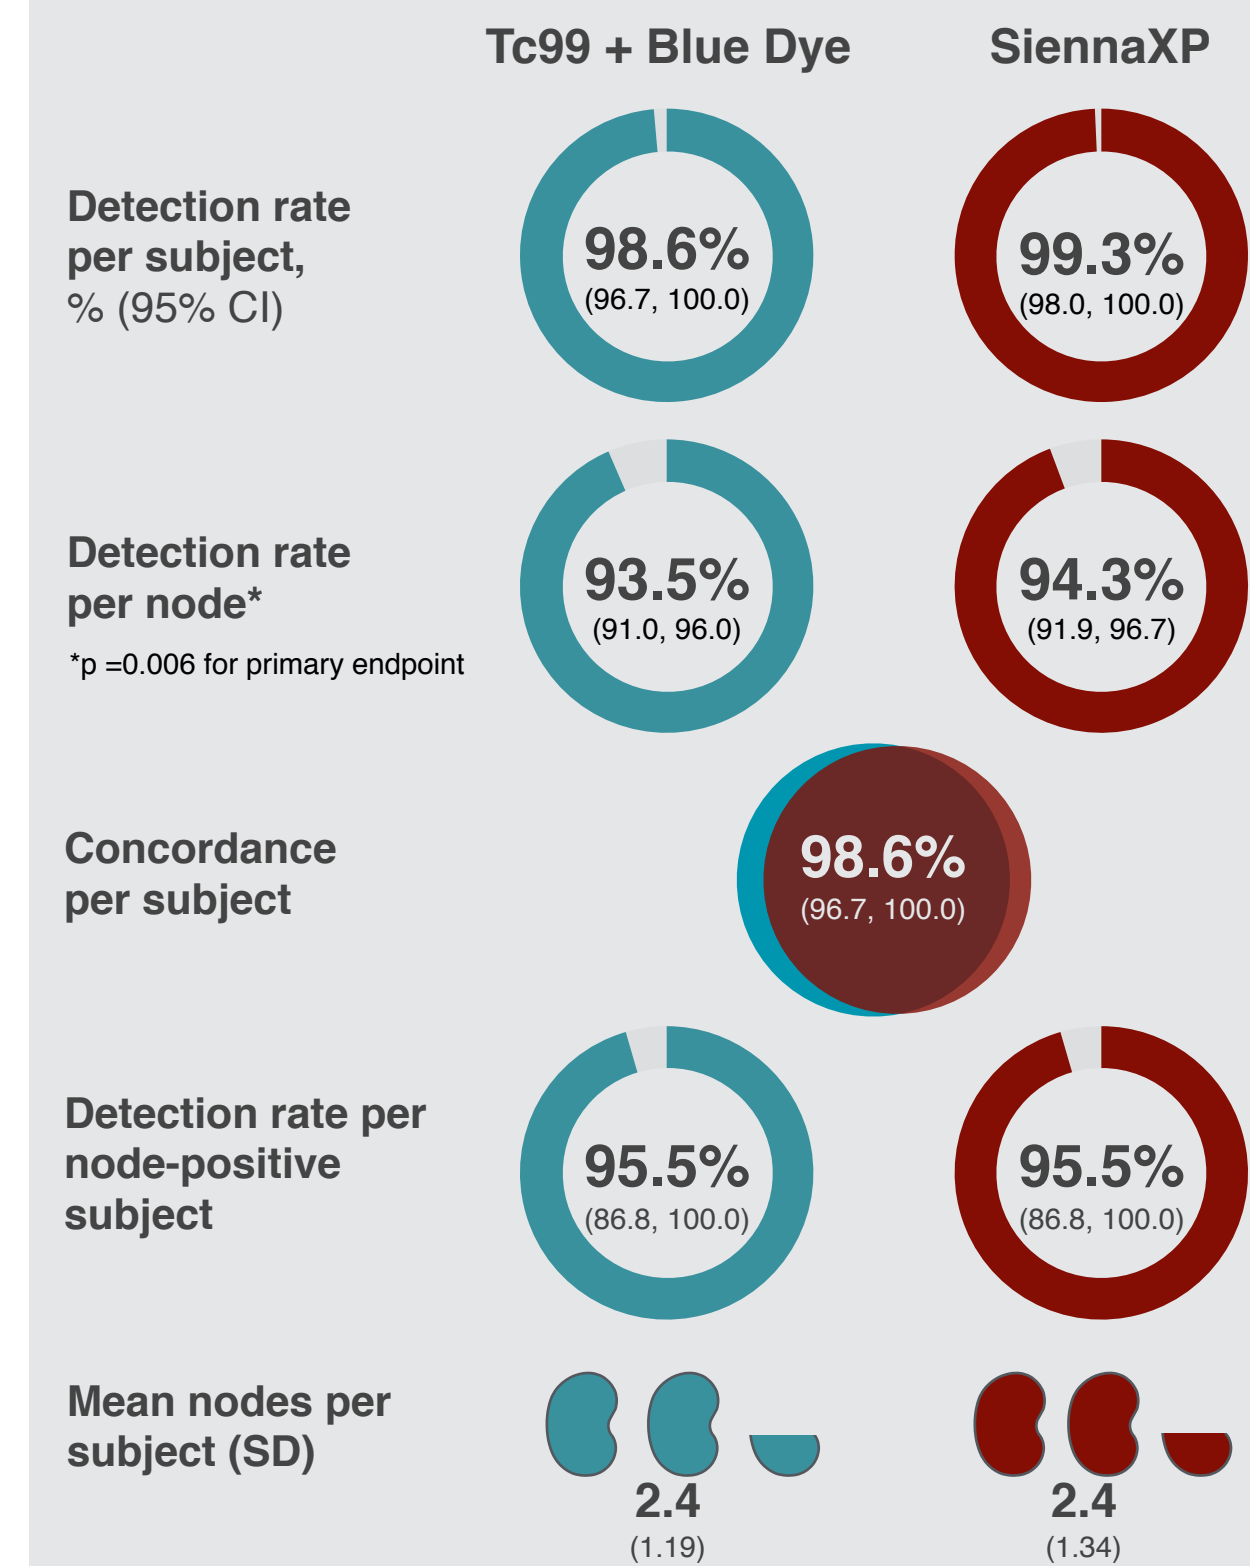 Tc99 + Blue Dye SiennaXP
Detection rate
per subject,
% (95% CI)
98.6%
(96.7, 100.0)
99.3%
(98.0, 100.0)
Detection rate
per node*
*p =0.006 for primary endpoint
93.5%
(91.0, 96.0)
94.3%
(91.9, 96.7)
Concordance
per subject
98.6%
(96.7, 100.0)
Detection rate per
node-positive
subject
95.5%
(86.8, 100.0)
95.5%
(86.8, 100.0)
Mean nodes per
subject (SD)
2.4
(1.19)
2.4
(1.34)